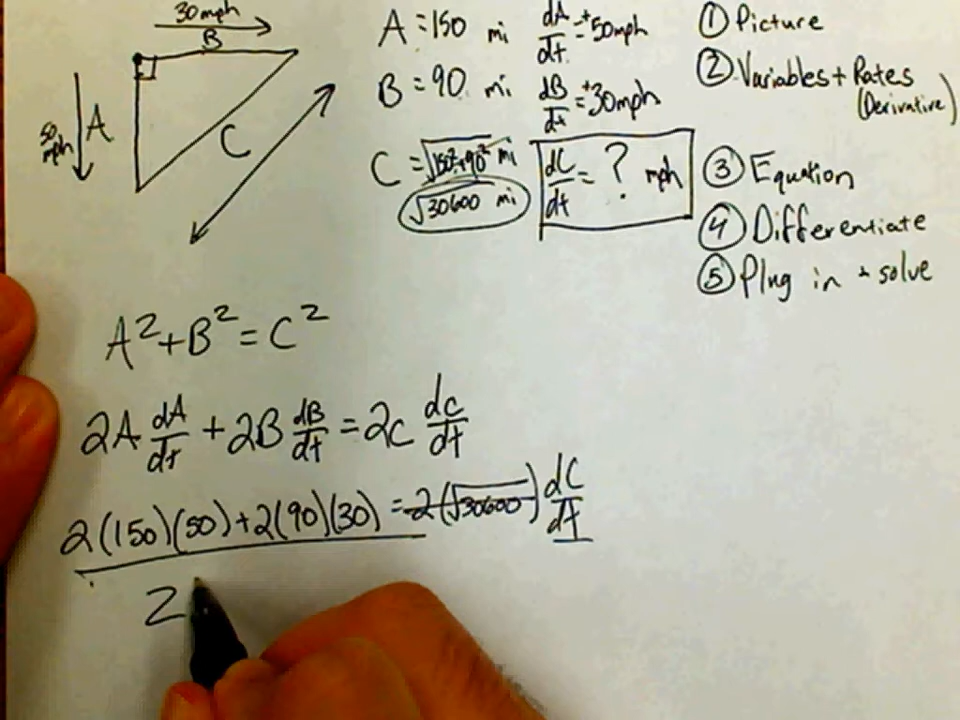 30mph
B
50 mph
A
C
A = 150 mi
dA/dt = +50mph
B = 90 mi
dB/dt = +30mph
C = √150²+90² mi
√30600 mi
dC/dt = ? mph
① Picture
② Variables + Rates
(Derivative)
③ Equation
④ Differentiate
⑤ Plug in + solve
A² + B² = C²
2A dA/dt + 2B dB/dt = 2C dC/dt
2(150)(50) + 2(90)(30) = 2(√30600) dC/dt
2